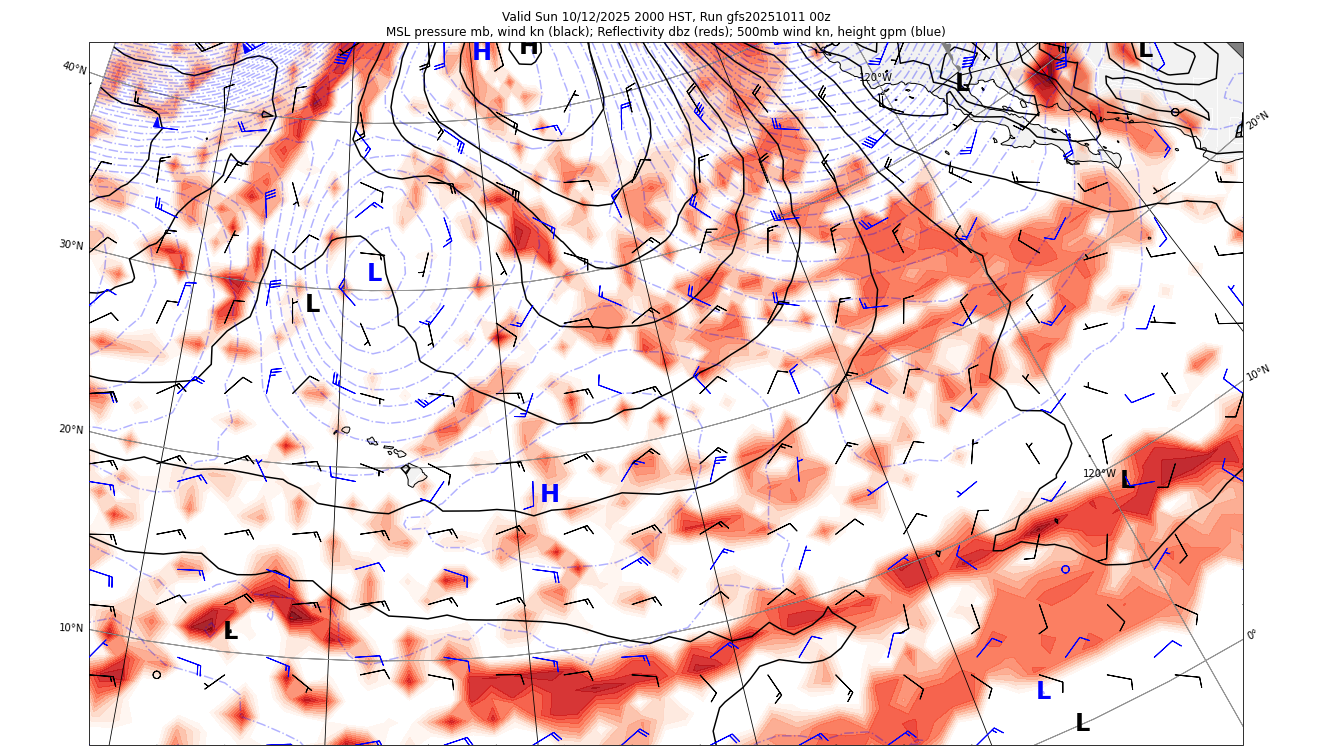 Valid Sun 10/12/2025 2000 HST, Run gfs20251011 00z
MSL pressure mb, wind kn (black); Reflectivity dbz (reds); 500mb wind kn, height gpm (blue)
H
H
L
40°N
120°W
L
20°N
30°N
L
L
10°N
20°N
120°W
L
H
10°N
L
0°
L
L